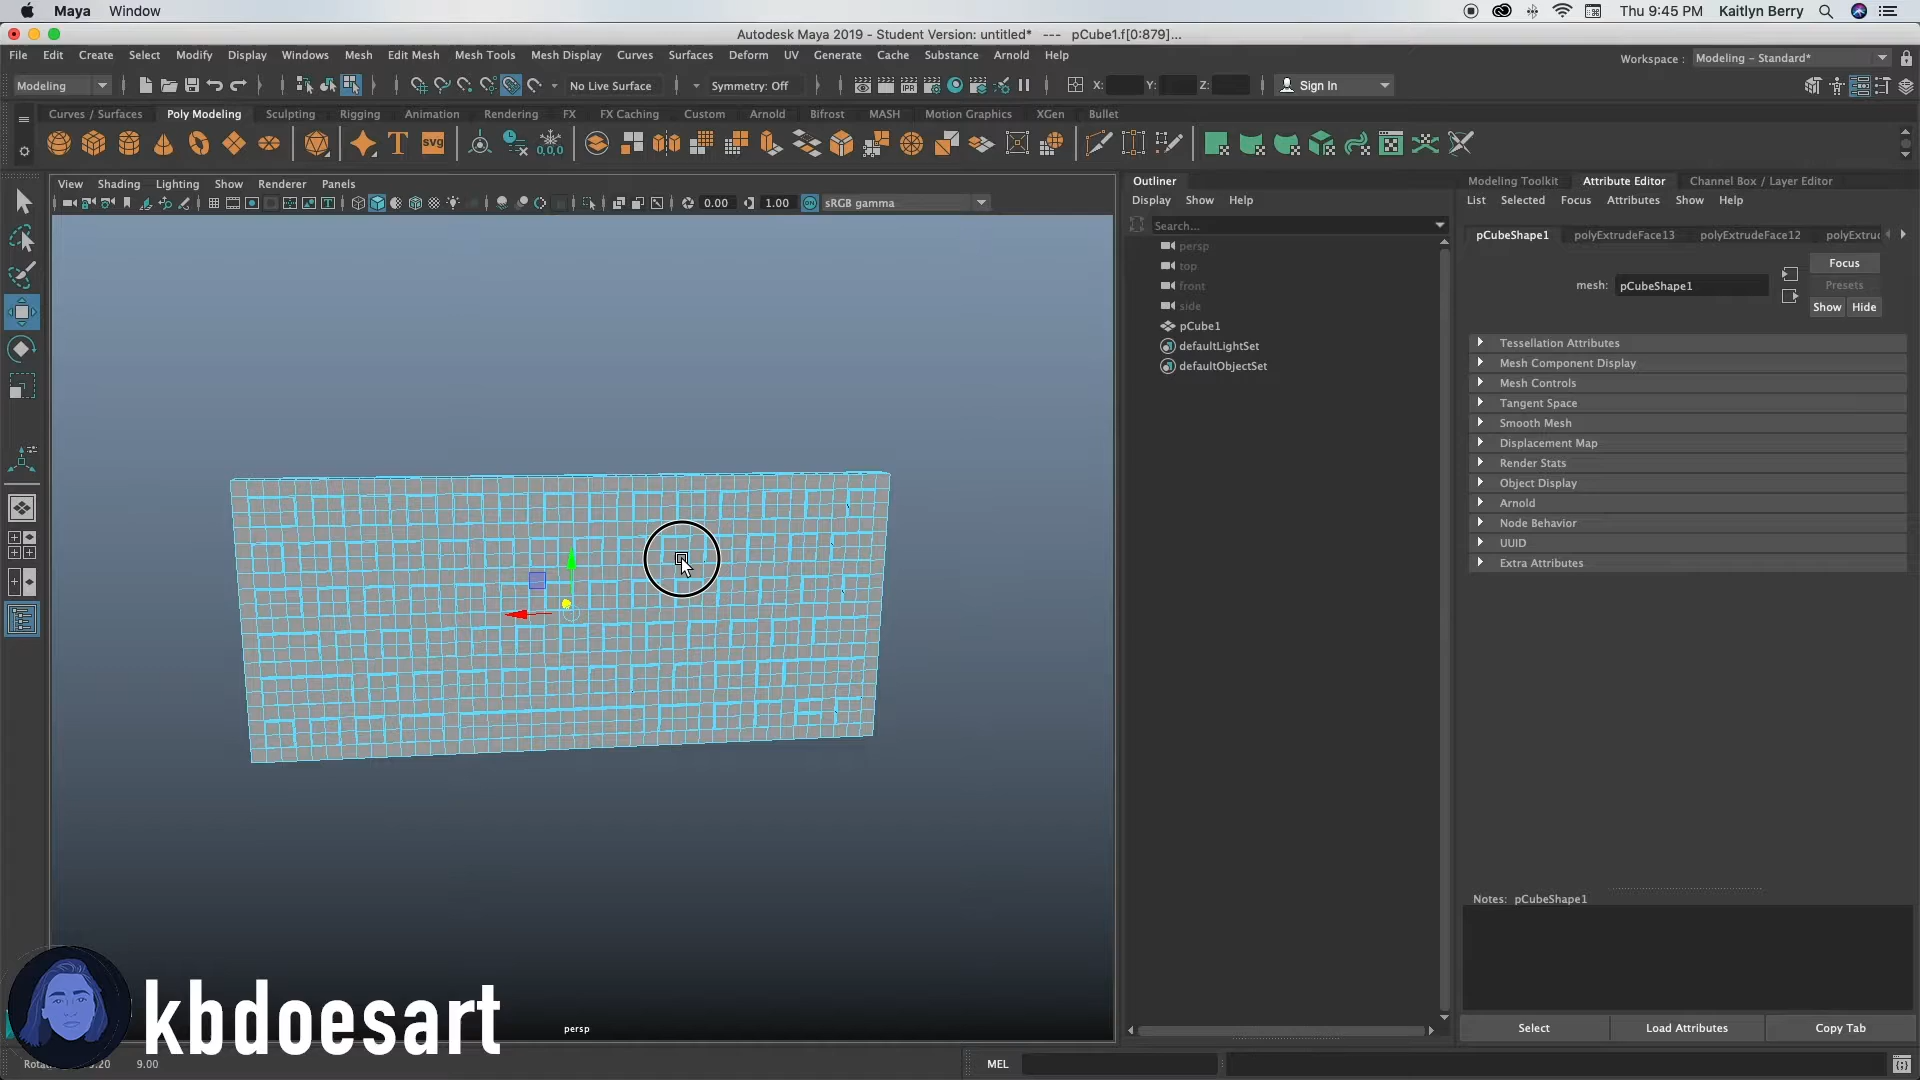 Maya Window
Thu 9:45 PM Kaitlyn Berry
Autodesk Maya 2019 - Student Version: untitled* --- pCube1.f[0:879]...
File Edit Create Select Modify Display Windows Mesh Edit Mesh Mesh Tools Mesh Display Curves Surfaces Deform UV Generate Cache Substance Arnold Help
Workspace : Modeling - Standard*
Modeling No Live Surface Symmetry: Off X: Y: Z: Sign In
Curves / Surfaces Poly Modeling Sculpting Rigging Animation Rendering FX FX Caching Custom Arnold Bifrost MASH Motion Graphics XGen Bullet
T svg 0,0,0
View Shading Lighting Show Renderer Panels
0.00 1.00 ON sRGB gamma
Outliner
Display Show Help
Search...
persp
top
front
side
pCube1
defaultLightSet
defaultObjectSet
Modeling Toolkit Attribute Editor Channel Box / Layer Editor
List Selected Focus Attributes Show Help
pCubeShape1 polyExtrudeFace13 polyExtrudeFace12 polyExtrud
Focus
mesh: pCubeShape1
Presets
Show Hide
Tessellation Attributes
Mesh Component Display
Mesh Controls
Tangent Space
Smooth Mesh
Displacement Map
Render Stats
Object Display
Arnold
Node Behavior
UUID
Extra Attributes
Notes: pCubeShape1
Select Load Attributes Copy Tab
kbdoesart
persp
9.00
MEL